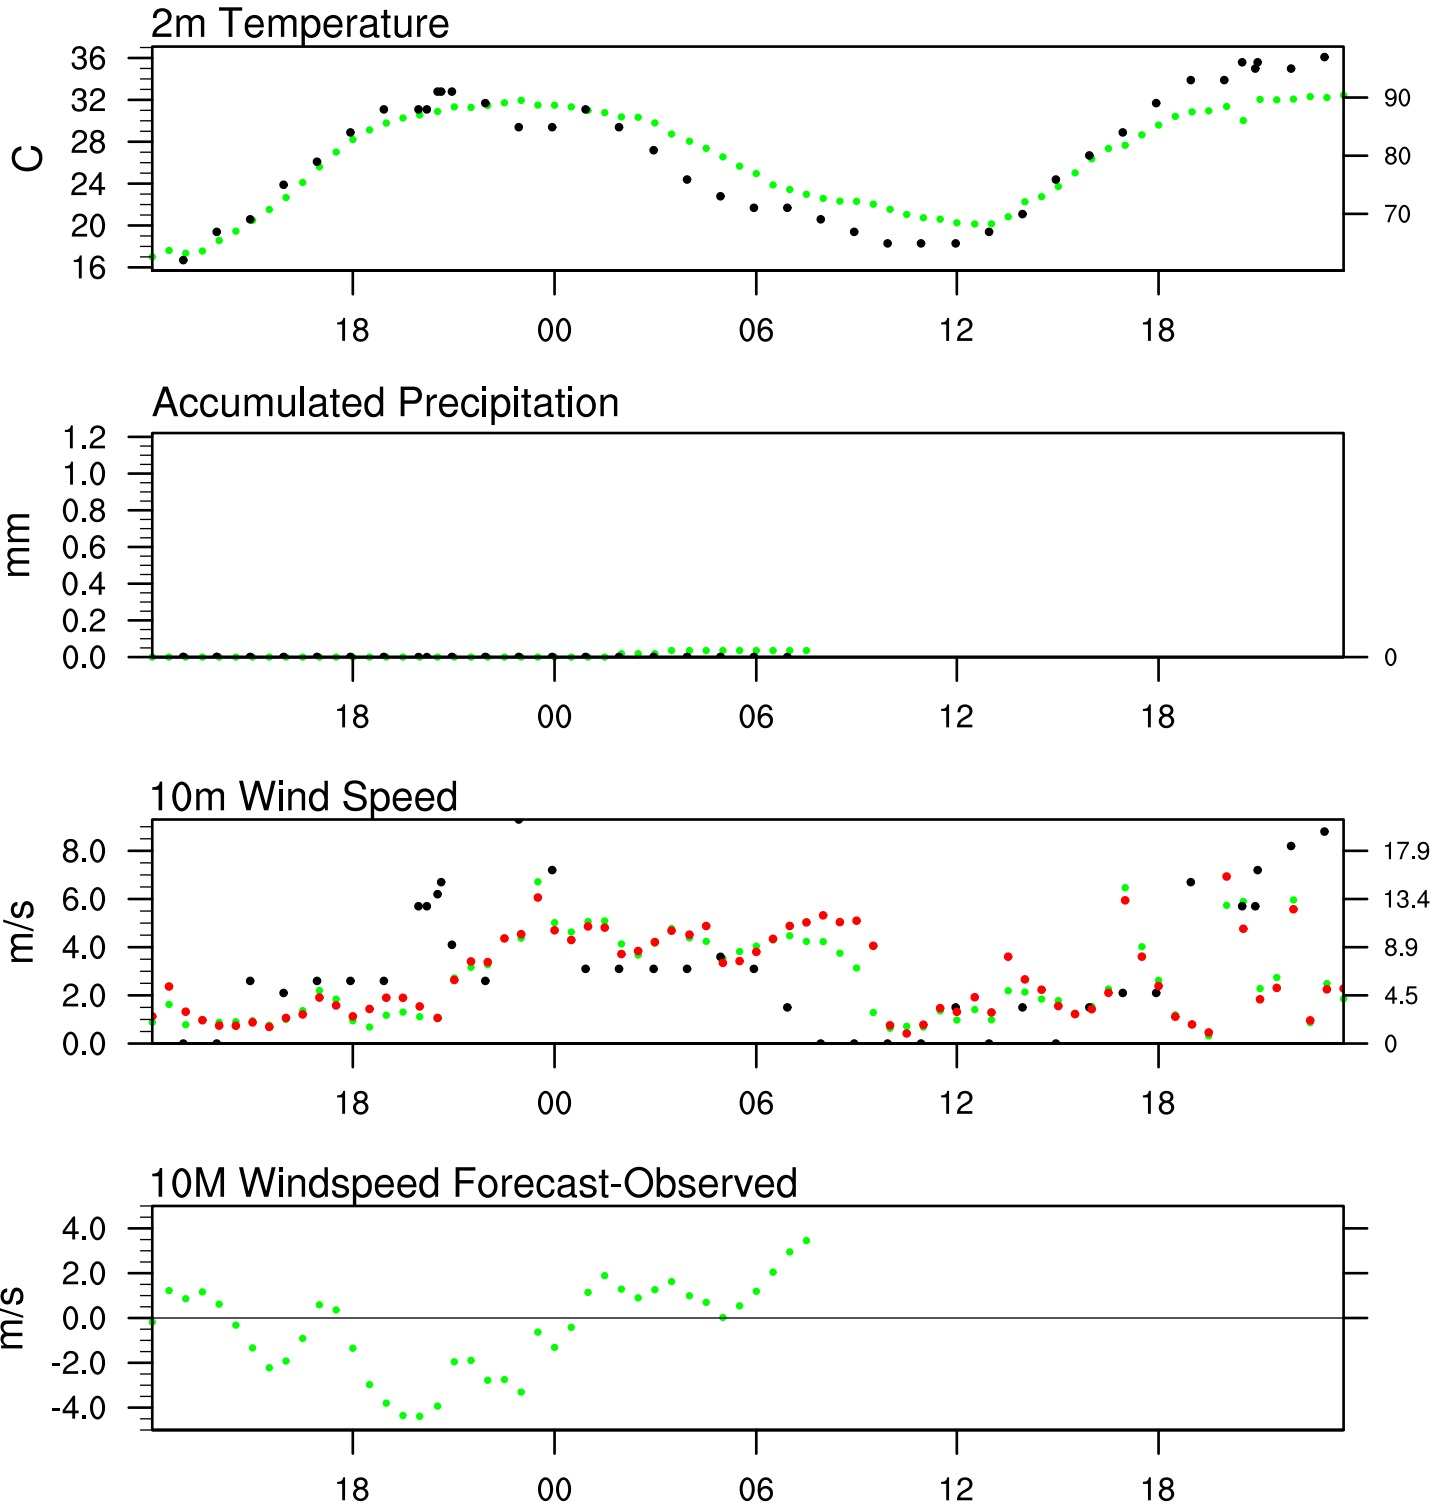 2m Temperature
36
32
28
24
20
16
C
90
80
70
18 00 06 12 18
Accumulated Precipitation
1.2
1.0
0.8
0.6
0.4
0.2
0.0
mm
0
18 00 06 12 18
10m Wind Speed
8.0
6.0
4.0
2.0
0.0
m/s
17.9
13.4
8.9
4.5
0
18 00 06 12 18
10M Windspeed Forecast-Observed
4.0
2.0
0.0
-2.0
-4.0
m/s
18 00 06 12 18